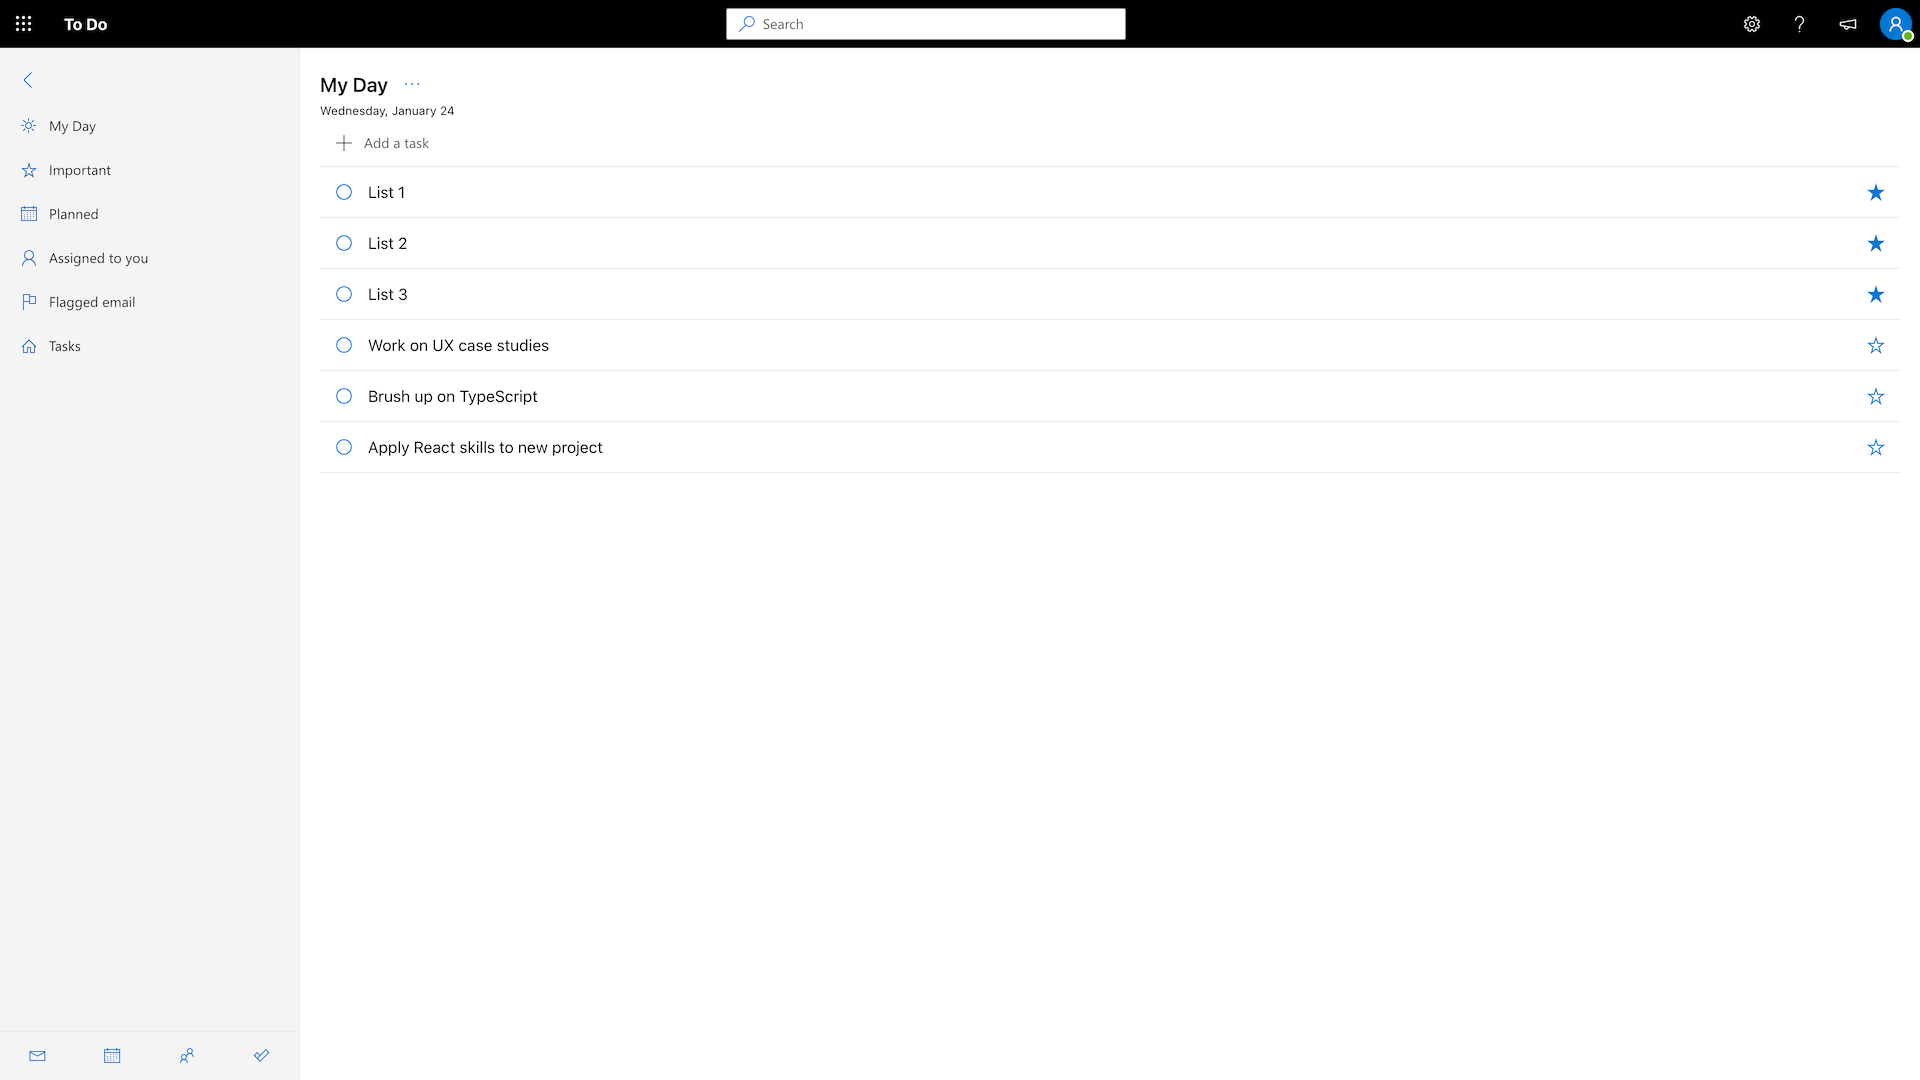 To Do
Search
My Day
Important
Planned
Assigned to you
Flagged email
Tasks
My Day
Wednesday, January 24
Add a task
List 1
List 2
List 3
Work on UX case studies
Brush up on TypeScript
Apply React skills to new project